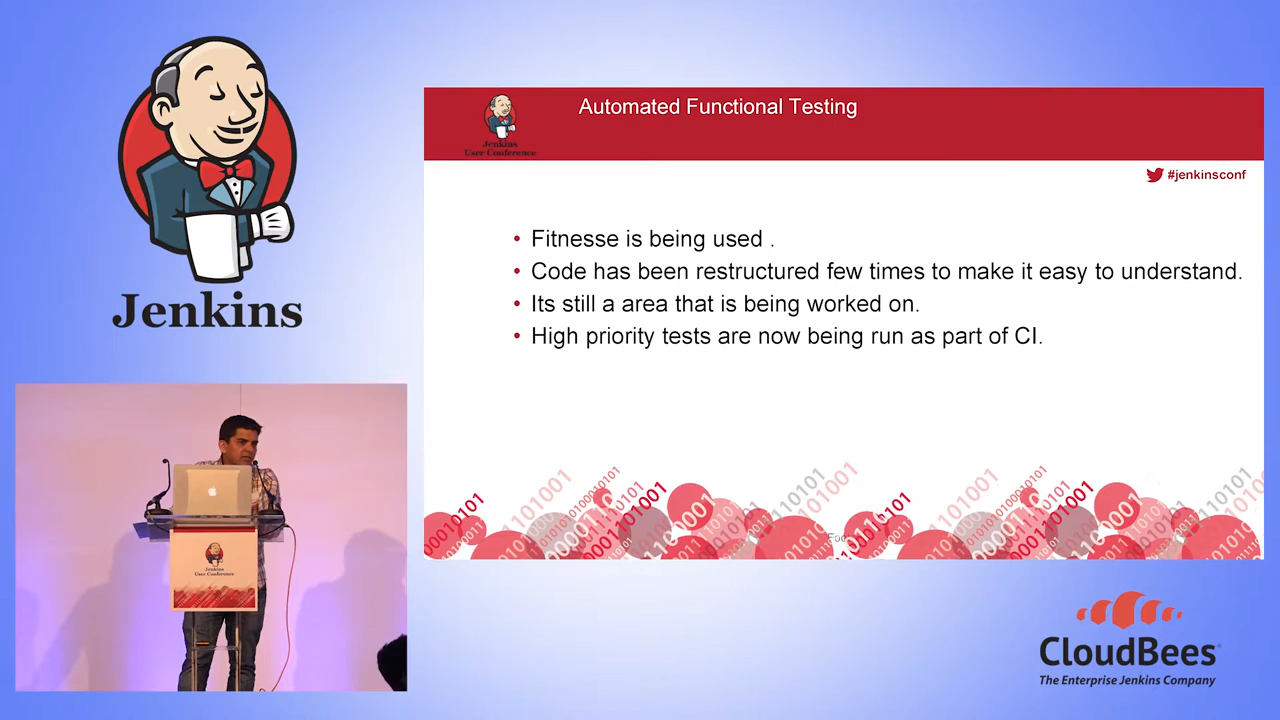 Jenkins
Automated Functional Testing
Jenkins
User Conference
#jenkinsconf
• Fitnesse is being used .
• Code has been restructured few times to make it easy to understand.
• Its still a area that is being worked on.
• High priority tests are now being run as part of CI.
Jenkins
User Conference
CloudBees
The Enterprise Jenkins Company